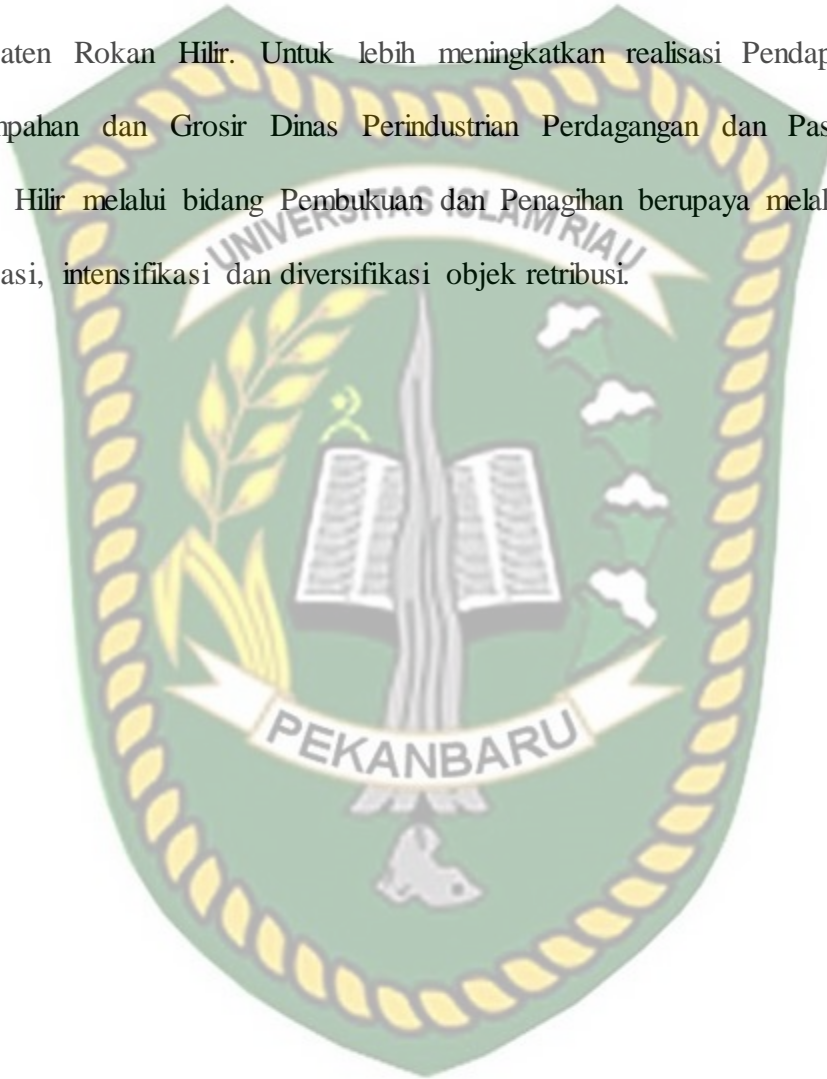 aten Rokan Hilir. Untuk lebih meningkatkan realisasi Pendap
npahan dan Grosir Dinas Perindustrian Perdagangan dan Pas
Hilir melalui bidang Pembukuan dan Penagihan berupaya melal
asi, intensifikasi dan diversifikasi objek retribusi.
UNIVERSITAS ISLAM RIAU
PEKANBARU